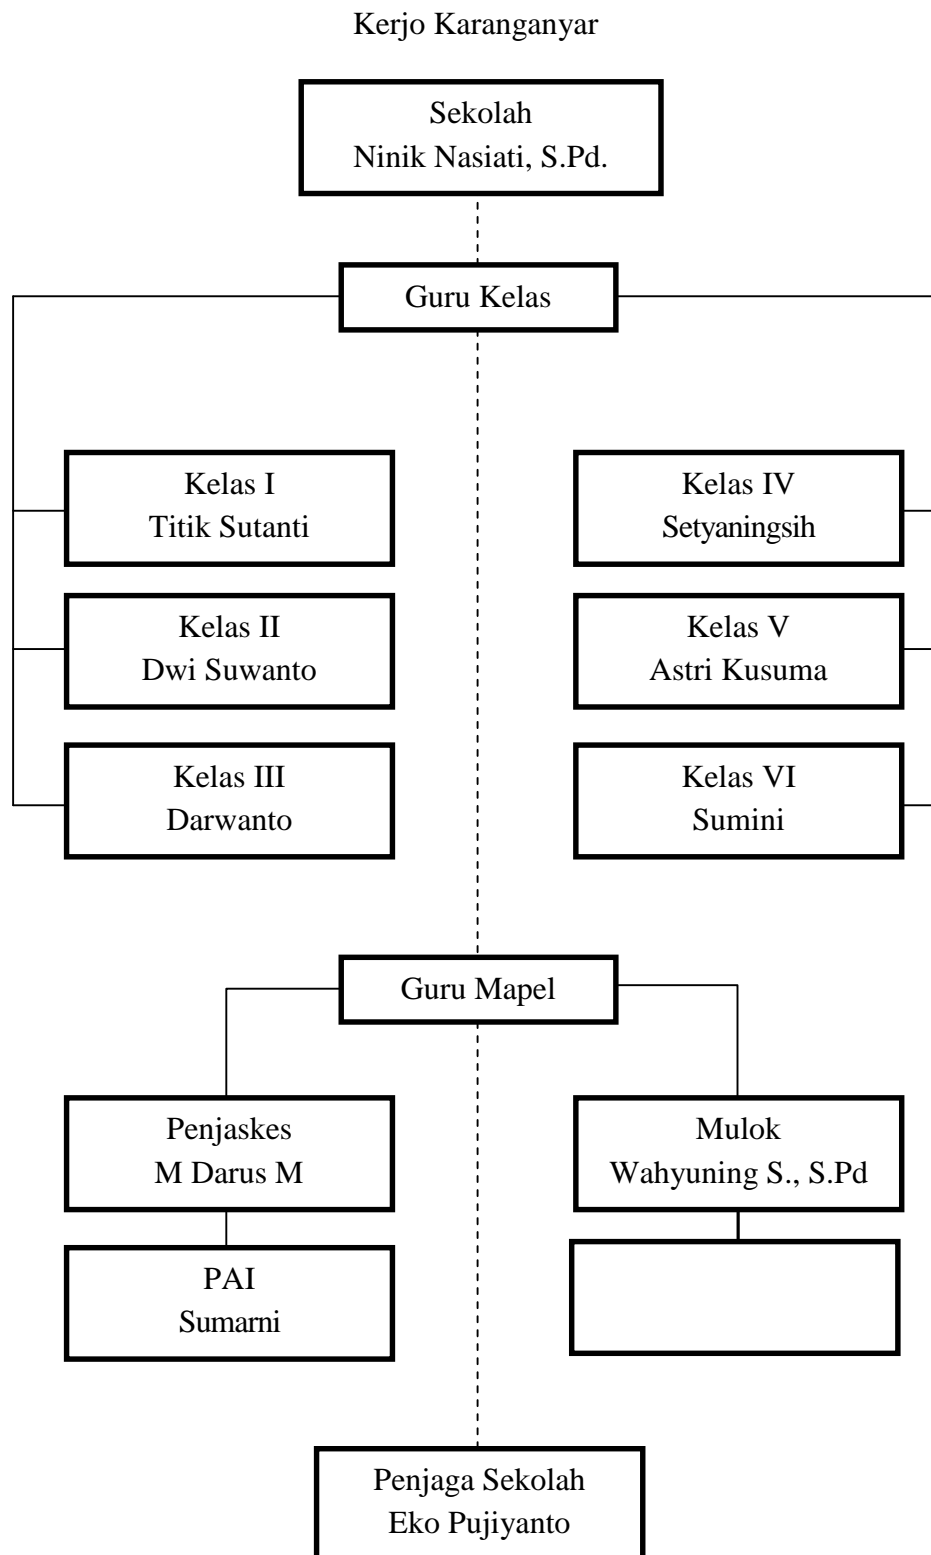 Kerjo Karanganyar
Sekolah
Ninik Nasiati, S.Pd.
Guru Kelas
Kelas I
Titik Sutanti
Kelas II
Dwi Suwanto
Kelas III
Darwanto
Kelas IV
Setyaningsih
Kelas V
Astri Kusuma
Kelas VI
Sumini
Guru Mapel
Penjaskes
M Darus M
PAI
Sumarni
Mulok
Wahyuning S., S.Pd
Penjaga Sekolah
Eko Pujiyanto